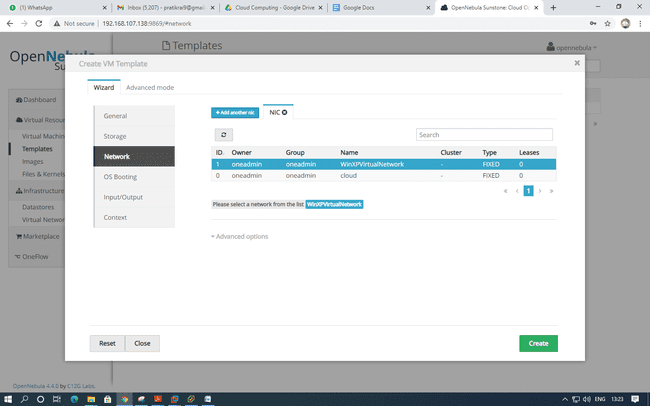 (1) WhatsApp
Inbox (5,207) - pratikrai9@gmai
Cloud Computing - Google Drive
Google Docs
OpenNebula Sunstone: Cloud Op
Not secure | 192.168.107.138:9869/#network
OpenNebula
Sun
Templates
opennebula
Create VM Template
Wizard
Advanced mode
Dashboard
Virtual Resou
Virtual Machin
Templates
Images
Files & Kernels
Infrastructure
Datastores
Virtual Networ
Marketplace
OneFlow
General
Storage
Network
OS Booting
Input/Output
Context
+ Add another nic
NIC
Search
ID Owner Group Name Cluster Type Leases
1 oneadmin oneadmin WinXPVirtualNetwork - FIXED 0
0 oneadmin oneadmin cloud - FIXED 0
« ‹ 1 › »
Please select a network from the list WinXPVirtualNetwork
Advanced options
Reset
Close
Create
OpenNebula 4.4.0 by C12G Labs.
ENG
13:23